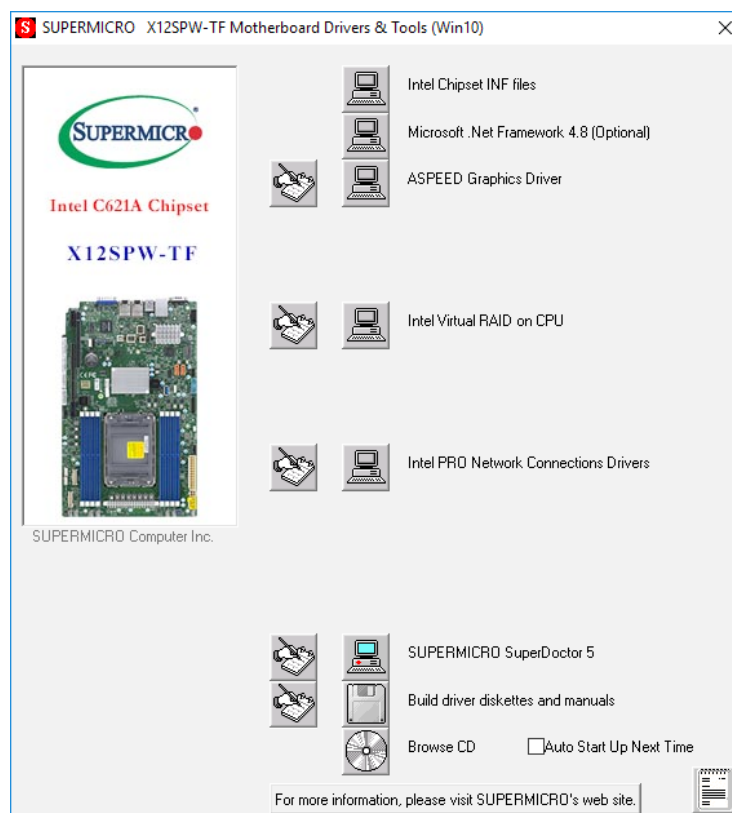 S SUPERMICRO X12SPW-TF Motherboard Drivers & Tools (Win10)
SUPERMICRO
Intel C621A Chipset
X12SPW-TF
SUPERMICRO Computer Inc.
Intel Chipset INF files
Microsoft .Net Framework 4.8 (Optional)
ASPEED Graphics Driver
Intel Virtual RAID on CPU
Intel PRO Network Connections Drivers
SUPERMICRO SuperDoctor 5
Build driver diskettes and manuals
Browse CD
Auto Start Up Next Time
For more information, please visit SUPERMICRO's web site.